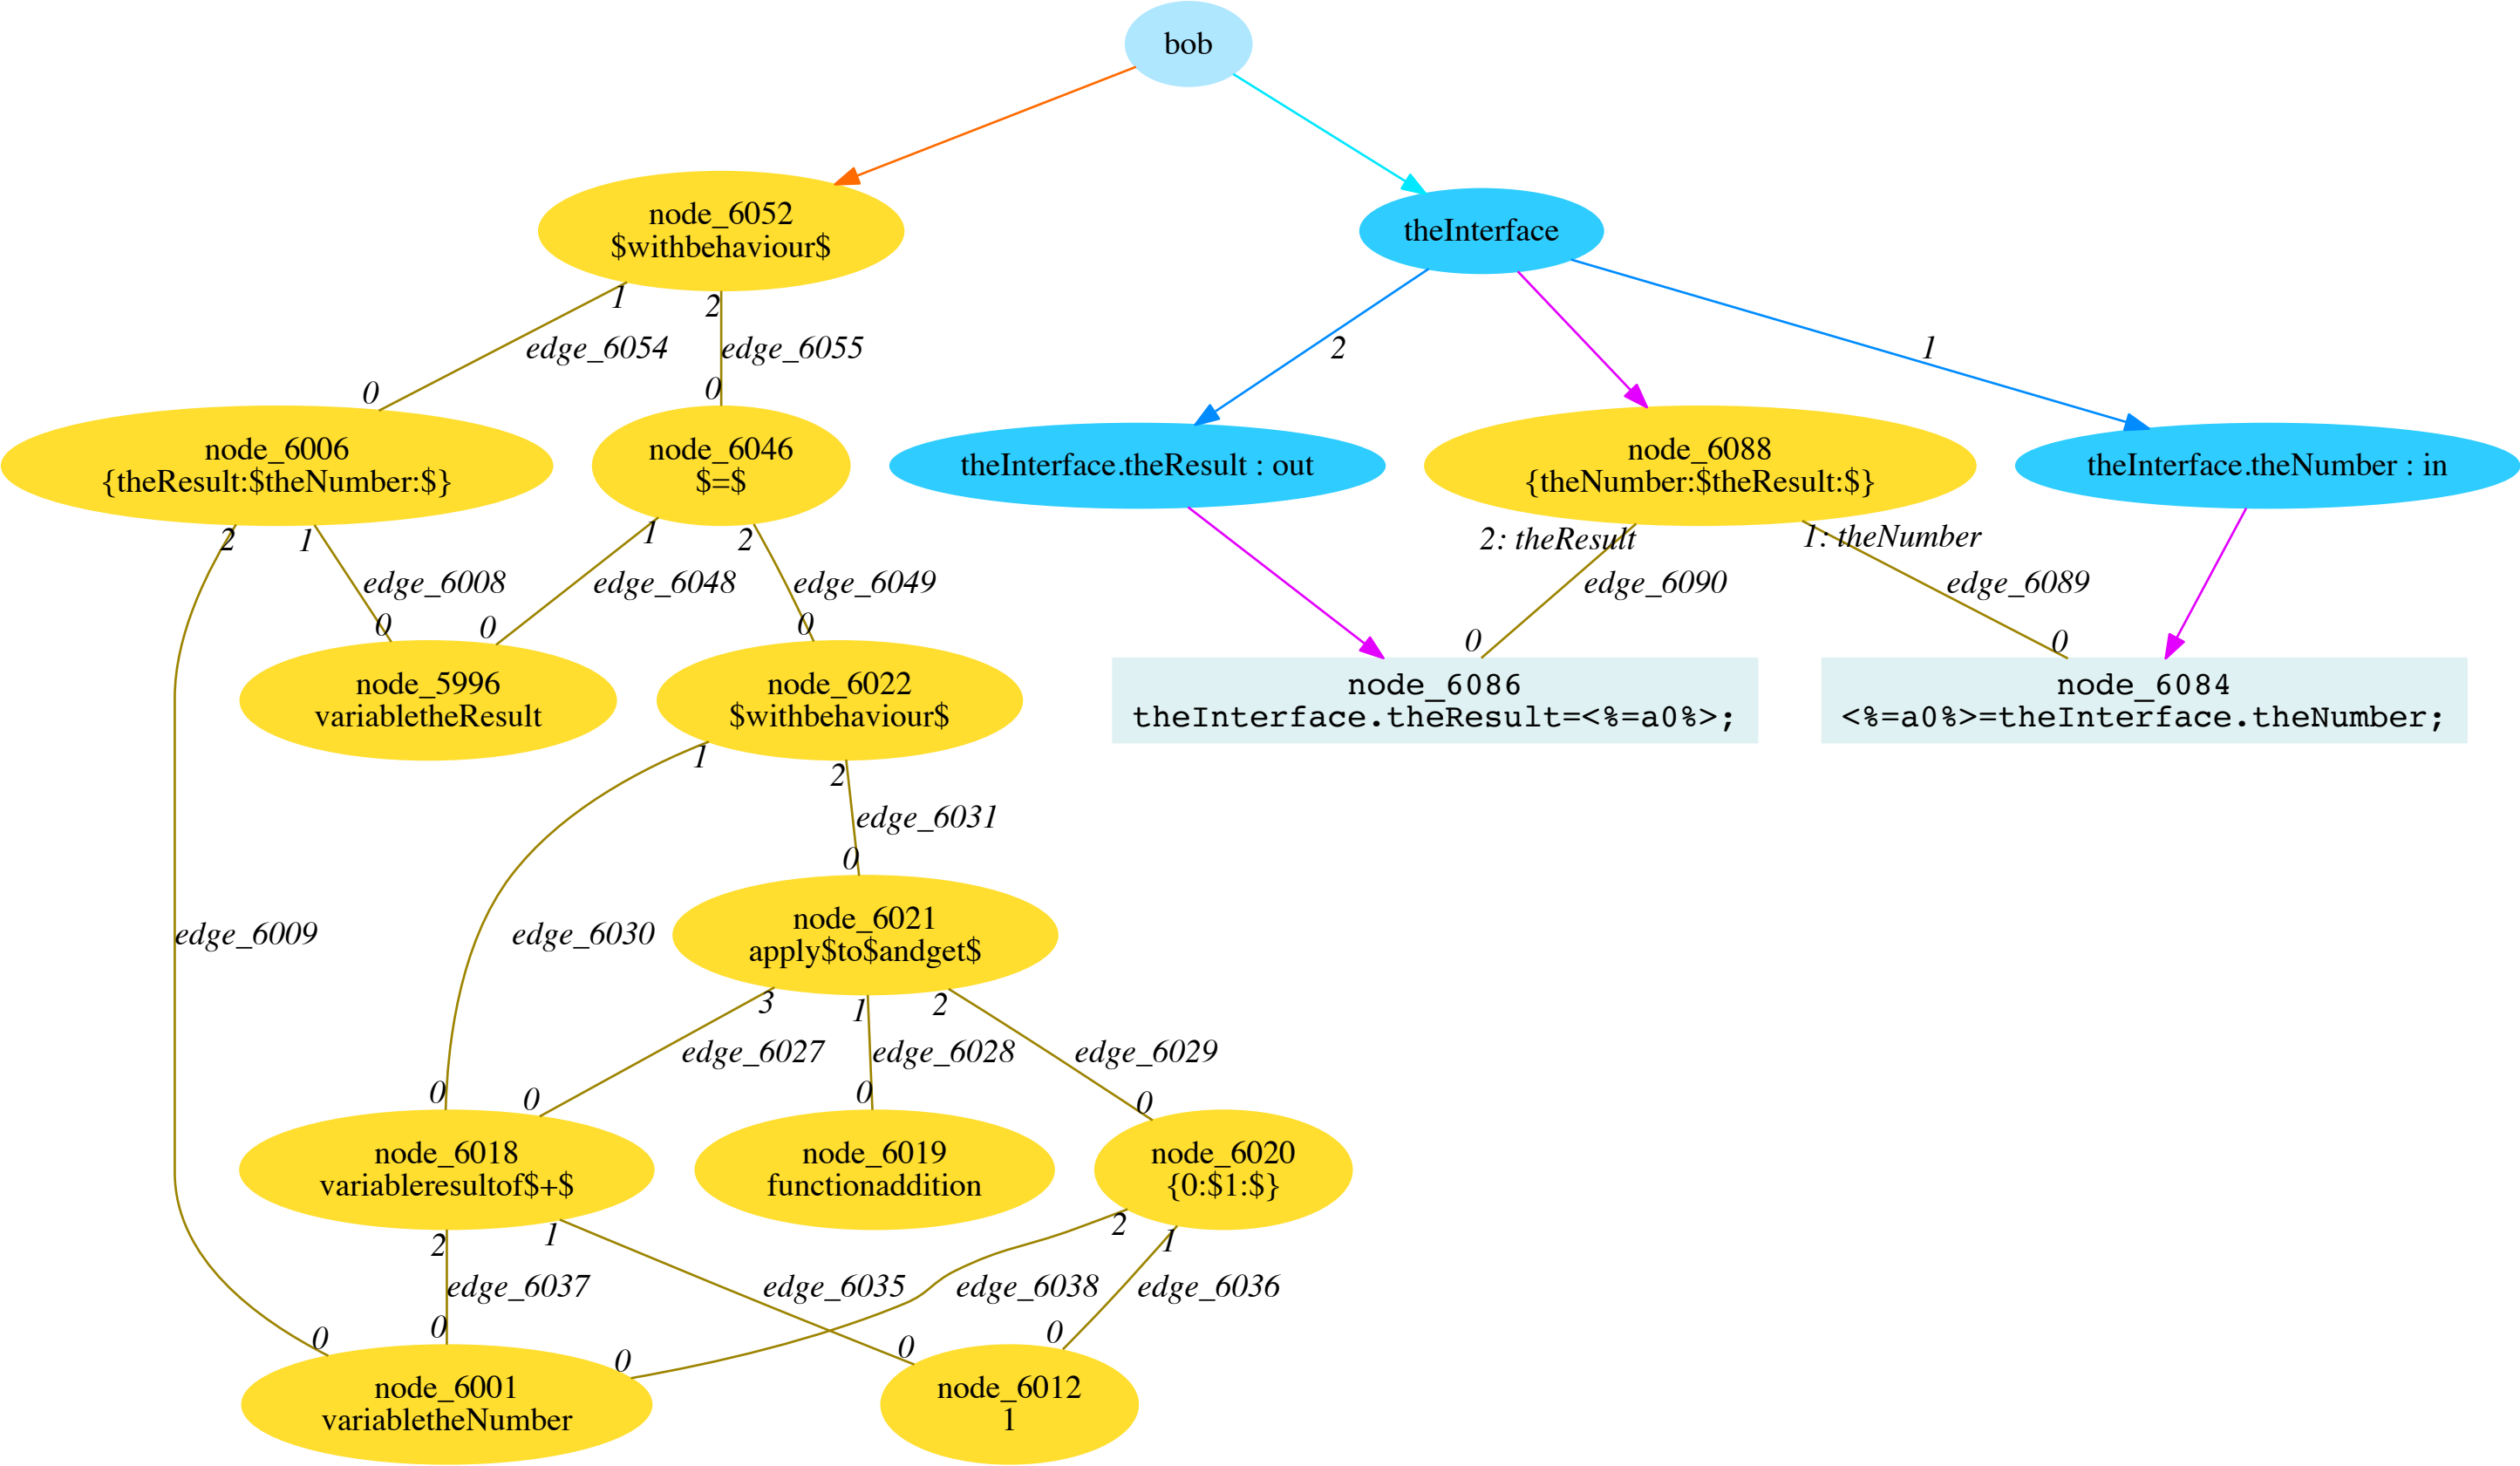 bob
node_6052
$withbehaviour$
theInterface
1
2
edge_6054
edge_6055
2
1
0
0
node_6006
{theResult:$theNumber:$}
node_6046
$=$
theInterface.theResult : out
node_6088
{theNumber:$theResult:$}
theInterface.theNumber : in
2
1
1
2
2: theResult
1: theNumber
edge_6008
edge_6048
edge_6049
edge_6090
edge_6089
0
0
0
0
0
node_5996
variabletheResult
node_6022
$withbehaviour$
node_6086
theInterface.theResult=<%=a0%>;
node_6084
<%=a0%>=theInterface.theNumber;
1
2
edge_6031
0
edge_6009
edge_6030
node_6021
apply$to$andget$
3
1
2
edge_6027
edge_6028
edge_6029
0
0
0
0
node_6018
variableresultof$+$
node_6019
functionaddition
node_6020
{0:$1:$}
2
1
2
1
edge_6037
edge_6035
edge_6038
edge_6036
0
0
0
0
0
node_6001
variabletheNumber
node_6012
1